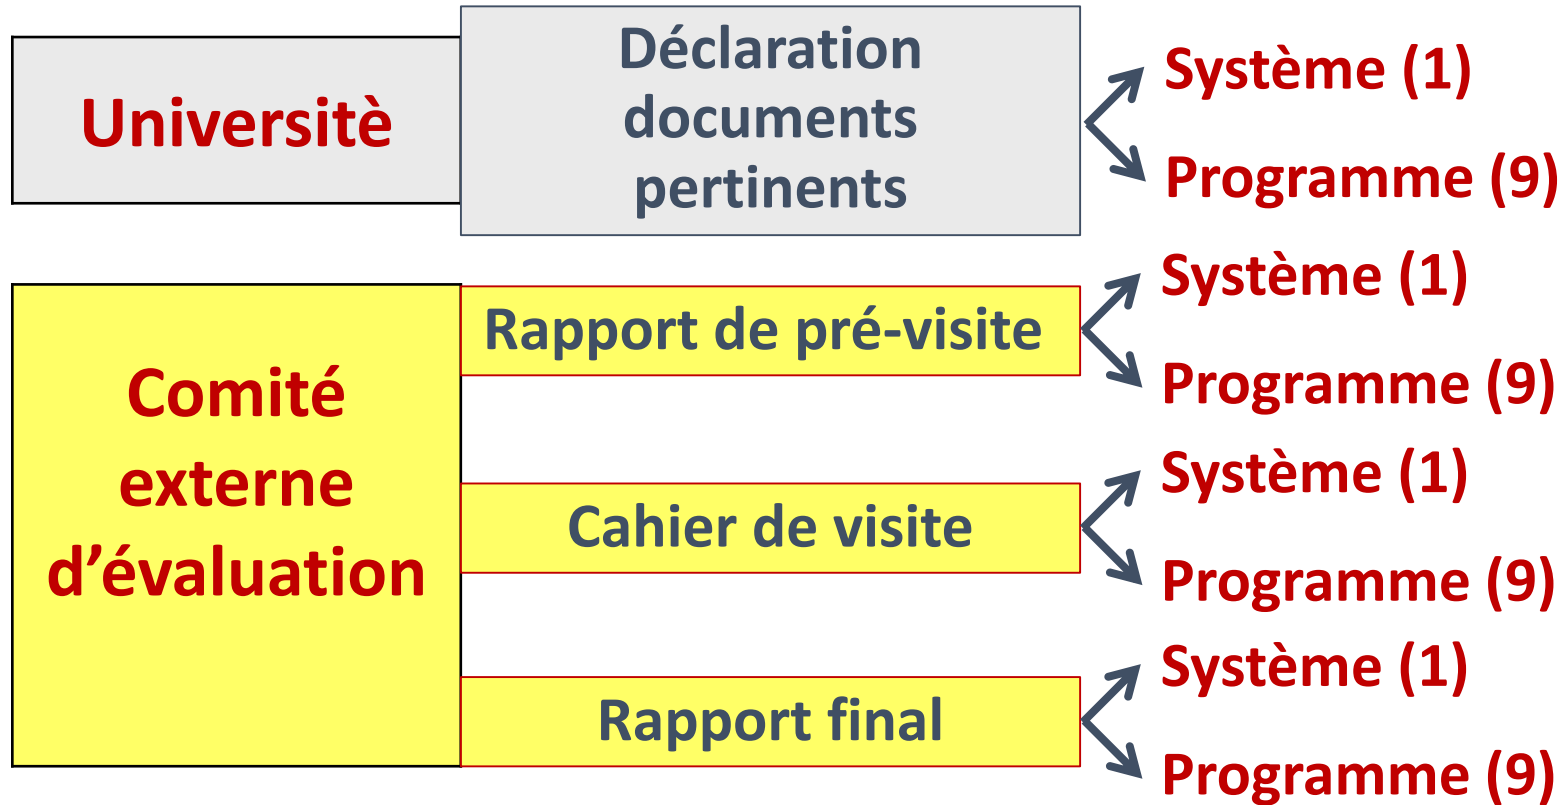 Universitè
Déclaration
documents
pertinents
Système (1)
Programme (9)
Comité
externe
d’évaluation
Rapport de pré-visite
Système (1)
Programme (9)
Cahier de visite
Système (1)
Programme (9)
Rapport final
Système (1)
Programme (9)